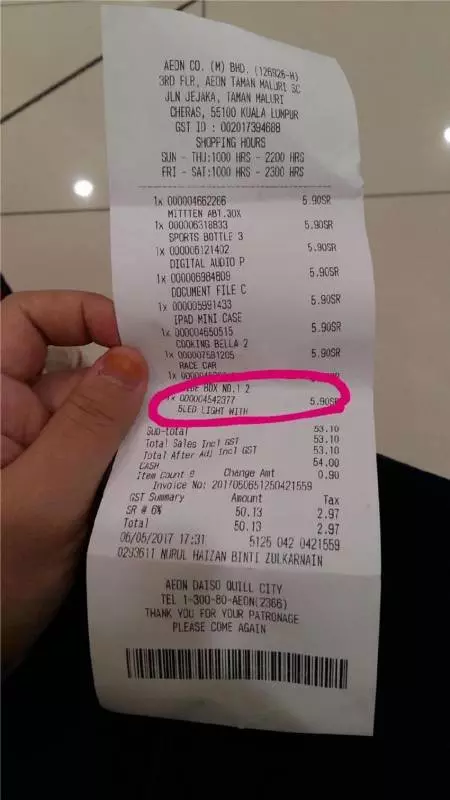 AEON CO. (M) BHD. (126926-H)
3RD FLR, AEON TAMAN MALURI SC
JLN JEJAKA, TAMAN MALURI
CHERAS, 55100 KUALA LUMPUR
GST ID : 002017394688
SHOPPING HOURS
SUN - THU:1000 HRS - 2200 HRS
FRI - SAT:1000 HRS - 2300 HRS
1x 000004662286 5.90SR
MITTTEN ABT.30X
1x 000006318833 5.90SR
SPORTS BOTTLE 3
1x 000006121402 5.90SR
DIGITAL AUDIO P
1x 000006984809 5.90SR
DOCUMENT FILE C
1x 000005991433 5.90SR
IPAD MINI CASE
1x 000004650515 5.90SR
COOKING BELLA 2
1x 000007581205 5.90SR
RACE CAR
1x
BOX NO.1 2
1x 000004542377 5.90SR
5LED LIGHT WITH
Sub-total 53.10
Total Sales Incl GST 53.10
Total After Adj Incl GST 53.10
CASH 54.00
Item Count 9 Change Amt 0.90
Invoice No: 2017050651250421559
GST Summary Amount Tax
SR @ 6% 50.13 2.97
Total 50.13 2.97
06/05/2017 17:31 5125 042 0421559
0293611 NURUL HAIZAN BINTI ZULKARNAIN
AEON DAISO QUILL CITY
TEL 1-300-80-AEON(2366)
THANK YOU FOR YOUR PATRONAGE
PLEASE COME AGAIN